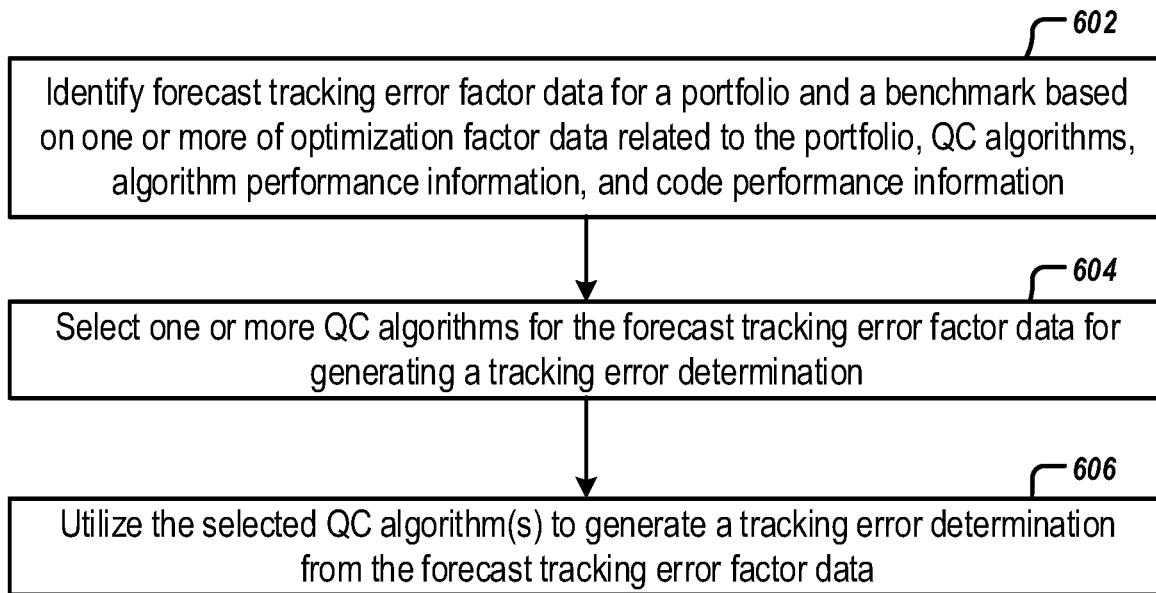 602
Identify forecast tracking error factor data for a portfolio and a benchmark based
on one or more of optimization factor data related to the portfolio, QC algorithms,
algorithm performance information, and code performance information
604
Select one or more QC algorithms for the forecast tracking error factor data for
generating a tracking error determination
606
Utilize the selected QC algorithm(s) to generate a tracking error determination
from the forecast tracking error factor data